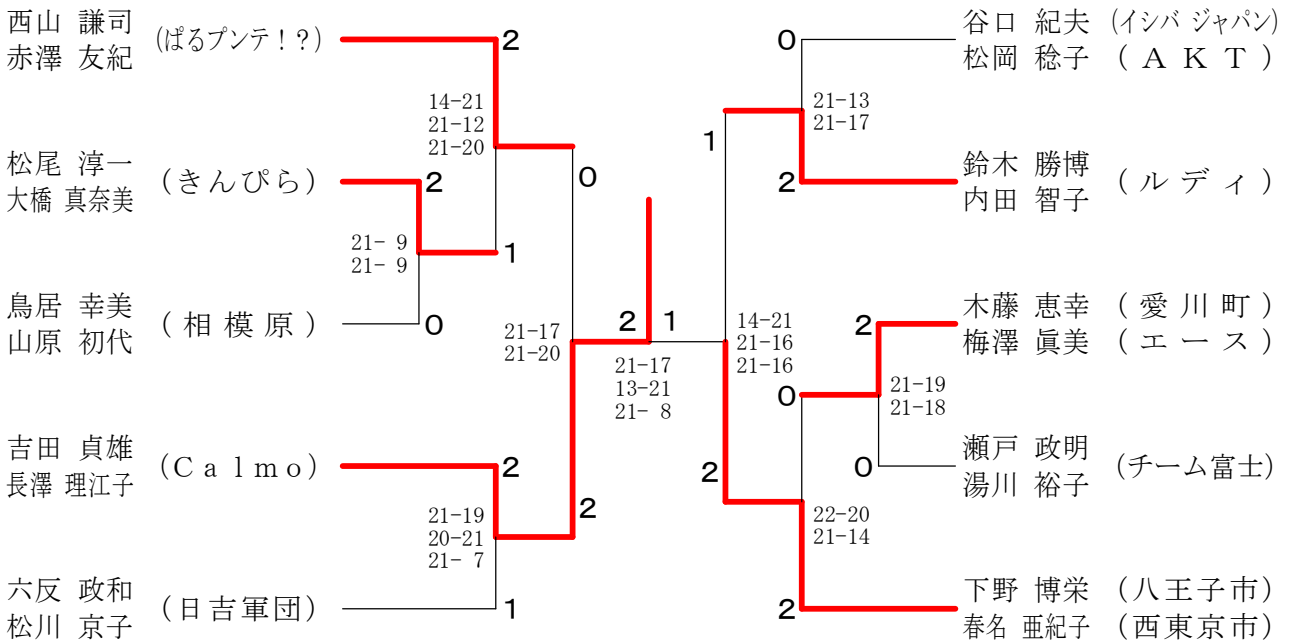 西山 謙司
赤澤 友紀
(ぱるプンテ！？)
2
14-21
21-12
21-20
松尾 淳一
大橋 真奈美
(きんぴら)
2
21- 9
21- 9
1
鳥居 幸美
山原 初代
(相模原)
0
0
21-17
21-20
吉田 貞雄
長澤 理江子
(Calmo)
2
21-19
20-21
21- 7
2
六反 政和
松川 京子
(日吉軍団)
1
2
1
21-17
13-21
21- 8
谷口 紀夫 (イシバ ジャパン)
松岡 稔子 (AKT)
0
21-13
21-17
1
鈴木 勝博
内田 智子
(ルディ)
2
14-21
21-16
21-16
木藤 恵幸 (愛川町)
梅澤 眞美 (エース)
2
21-19
21-18
0
瀬戸 政明
湯川 裕子
(チーム富士)
0
2
22-20
21-14
下野 博栄 (八王子市)
春名 亜紀子 (西東京市)
2